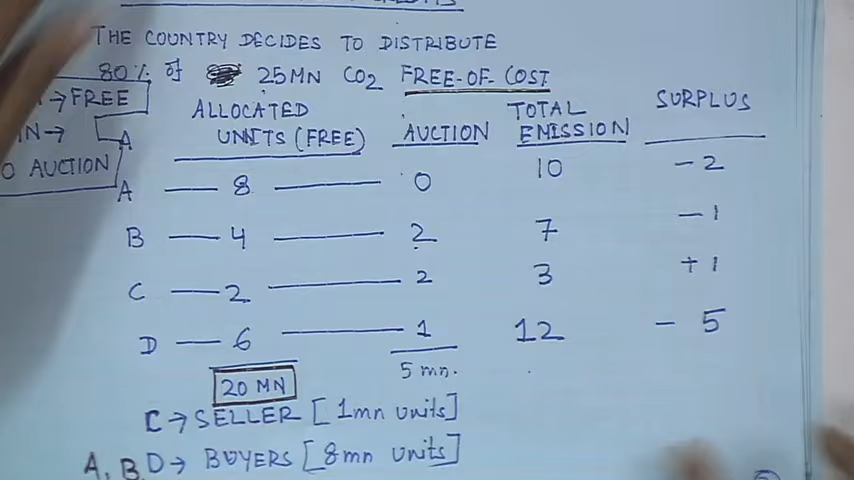 THE COUNTRY DECIDES TO DISTRIBUTE
80% of 25MN CO2 FREE-OF COST
→ FREE
N →
O AUCTION
ALLOCATED UNITS (FREE) AUCTION TOTAL EMISSION SURPLUS
A
A — 8 — 0 10 - 2
B — 4 — 2 7 - 1
C — 2 — 2 3 + 1
D — 6 — 1 12 - 5
20 MN 5 mn.
C → SELLER [1mn units]
A, B, D → BUYERS [8mn units]